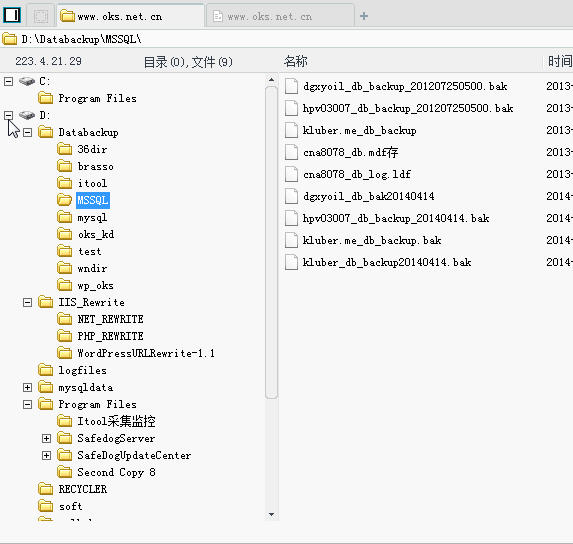 www.oks.net.cn
www.oks.net.cn
D:\Databackup\MSSQL\
223.4.21.29 目录(0),文件(9) 名称 时间
C:
Program Files
D:
Databackup
36dir
brasso
itool
MSSQL
mysql
oks_kd
test
wndir
wp_oks
IIS_Rewrite
NET_REWRITE
PHP_REWRITE
WordPressURLRewrite-1.1
logfiles
mysqldata
Program Files
Itool采集监控
SafedogServer
SafeDogUpdateCenter
Second Copy 8
RECYCLER
soft
dgxyoil_db_backup_201207250500.bak 2013-
hpv03007_db_backup_201207250500.bak 2013-
kluber.me_db_backup 2013-
cna8078_db.mdf存 2013-
cna8078_db_log.ldf 2013-
dgxyoil_db_bak20140414 2014-
hpv03007_db_backup_20140414.bak 2014-
kluber.me_db_backup.bak 2014-
kluber_db_backup20140414.bak 2014-